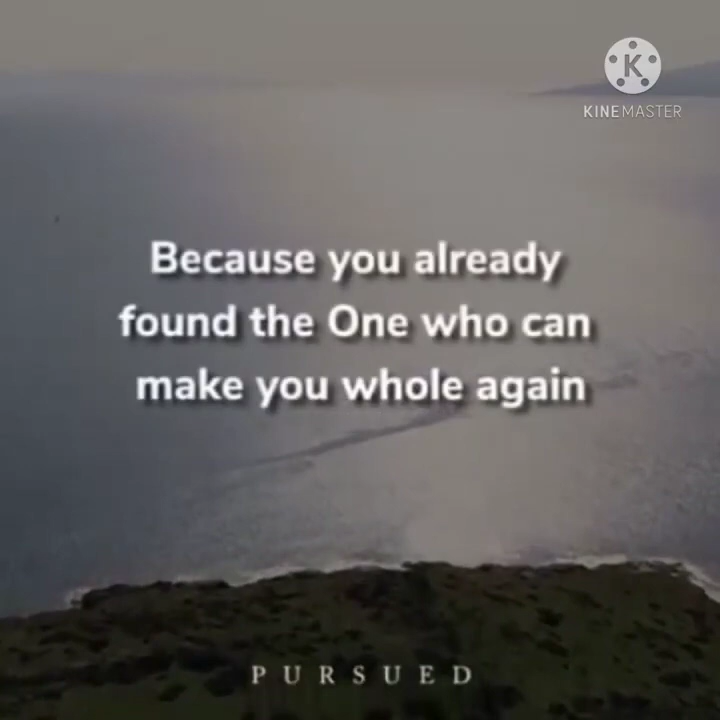 K
KINEMASTER
Because you already
found the One who can
make you whole again
PURSUED